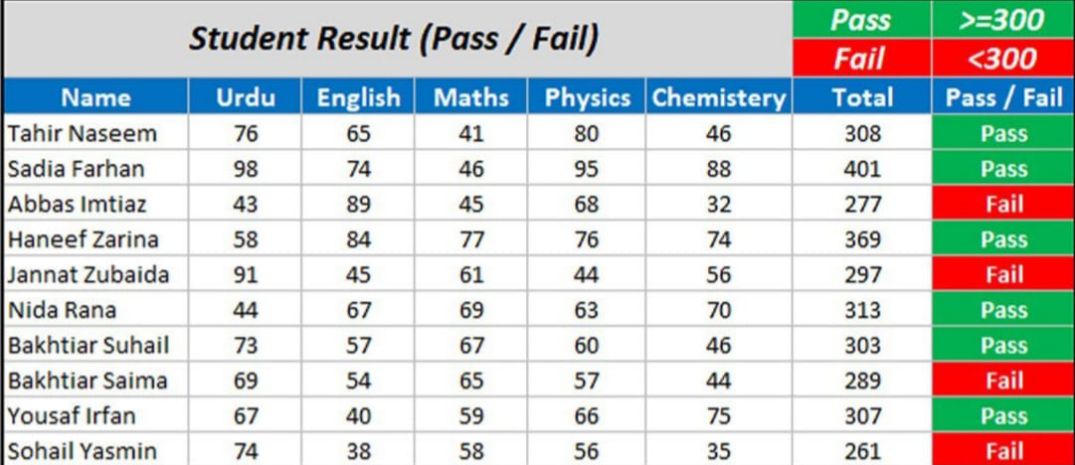 Student Result (Pass / Fail)
Pass >=300
Fail <300
Name Urdu English Maths Physics Chemistery Total Pass / Fail
Tahir Naseem 76 65 41 80 46 308 Pass
Sadia Farhan 98 74 46 95 88 401 Pass
Abbas Imtiaz 43 89 45 68 32 277 Fail
Haneef Zarina 58 84 77 76 74 369 Pass
Jannat Zubaida 91 45 61 44 56 297 Fail
Nida Rana 44 67 69 63 70 313 Pass
Bakhtiar Suhail 73 57 67 60 46 303 Pass
Bakhtiar Saima 69 54 65 57 44 289 Fail
Yousaf Irfan 67 40 59 66 75 307 Pass
Sohail Yasmin 74 38 58 56 35 261 Fail